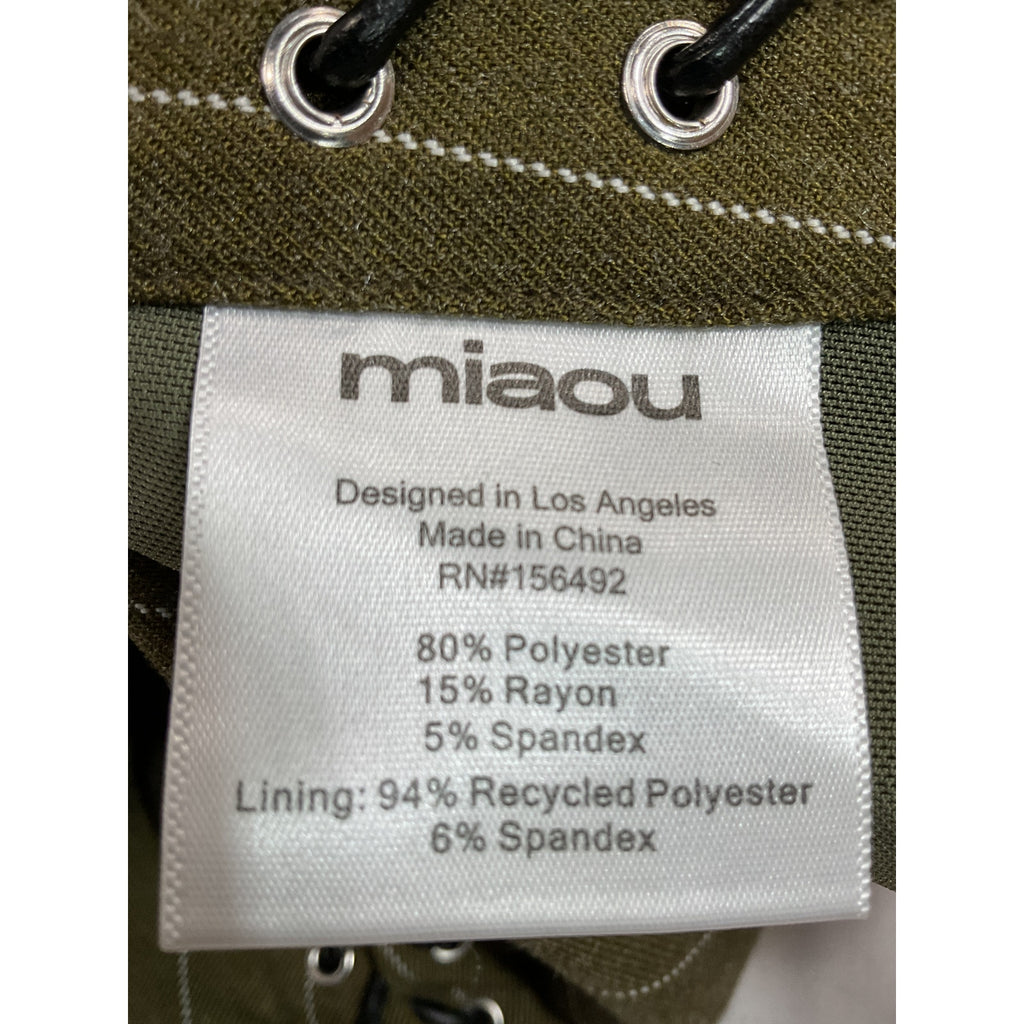 miaou
Designed in Los Angeles
Made in China
RN#156492
80% Polyester
15% Rayon
5% Spandex
Lining: 94% Recycled Polyester
6% Spandex